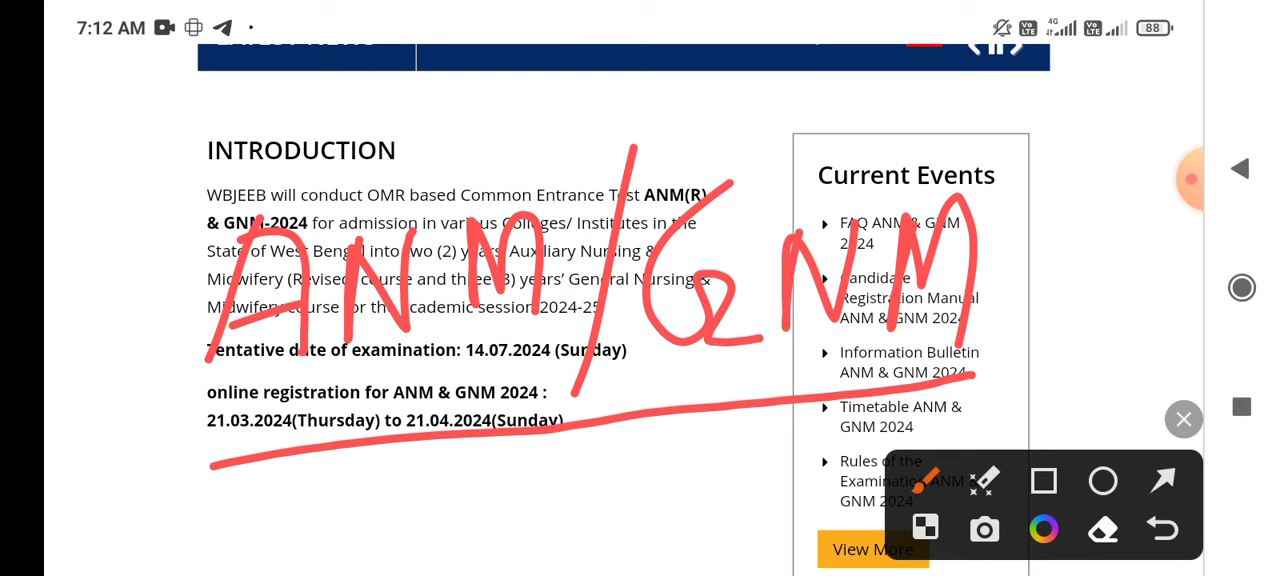 7:12 AM
4G
88
LATEST NEWS
INTRODUCTION
WBJEEB will conduct OMR based Common Entrance Test ANM(R)
& GNM-2024 for admission in various Colleges/ Institutes in the
State of West Bengal into two (2) years' Auxiliary Nursing &
Midwifery (Revised) course and three (3) years' General Nursing &
Midwifery course for the academic session 2024-25
Tentative date of examination: 14.07.2024 (Sunday)
online registration for ANM & GNM 2024 :
21.03.2024(Thursday) to 21.04.2024(Sunday)
ANM/GNM
Current Events
FAQ ANM & GNM
2024
Candidate
Registration Manual
ANM & GNM 2024
Information Bulletin
ANM & GNM 2024
Timetable ANM &
GNM 2024
Rules of the
Examination ANM &
GNM 2024
View More